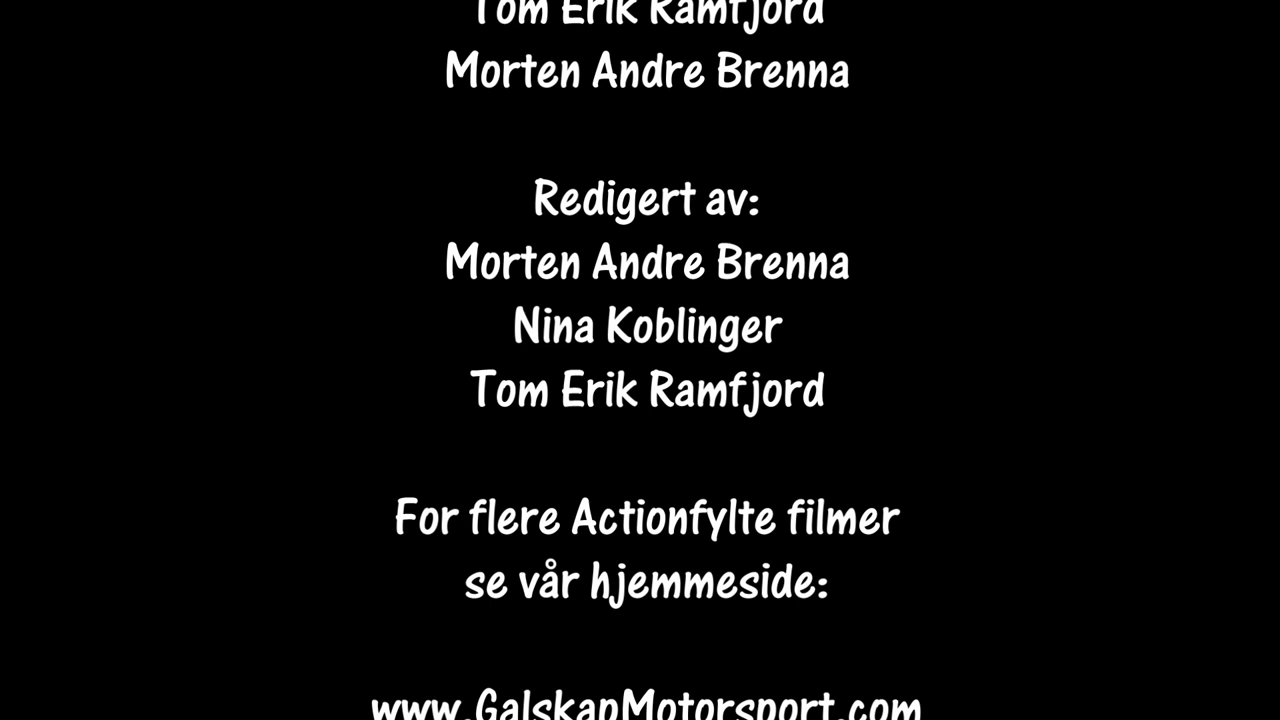 Tom Erik Ramfjord
Morten Andre Brenna
Redigert av:
Morten Andre Brenna
Nina Koblinger
Tom Erik Ramfjord
For flere Actionfylte filmer
se vår hjemmeside:
www.GalskapMotorsport.com